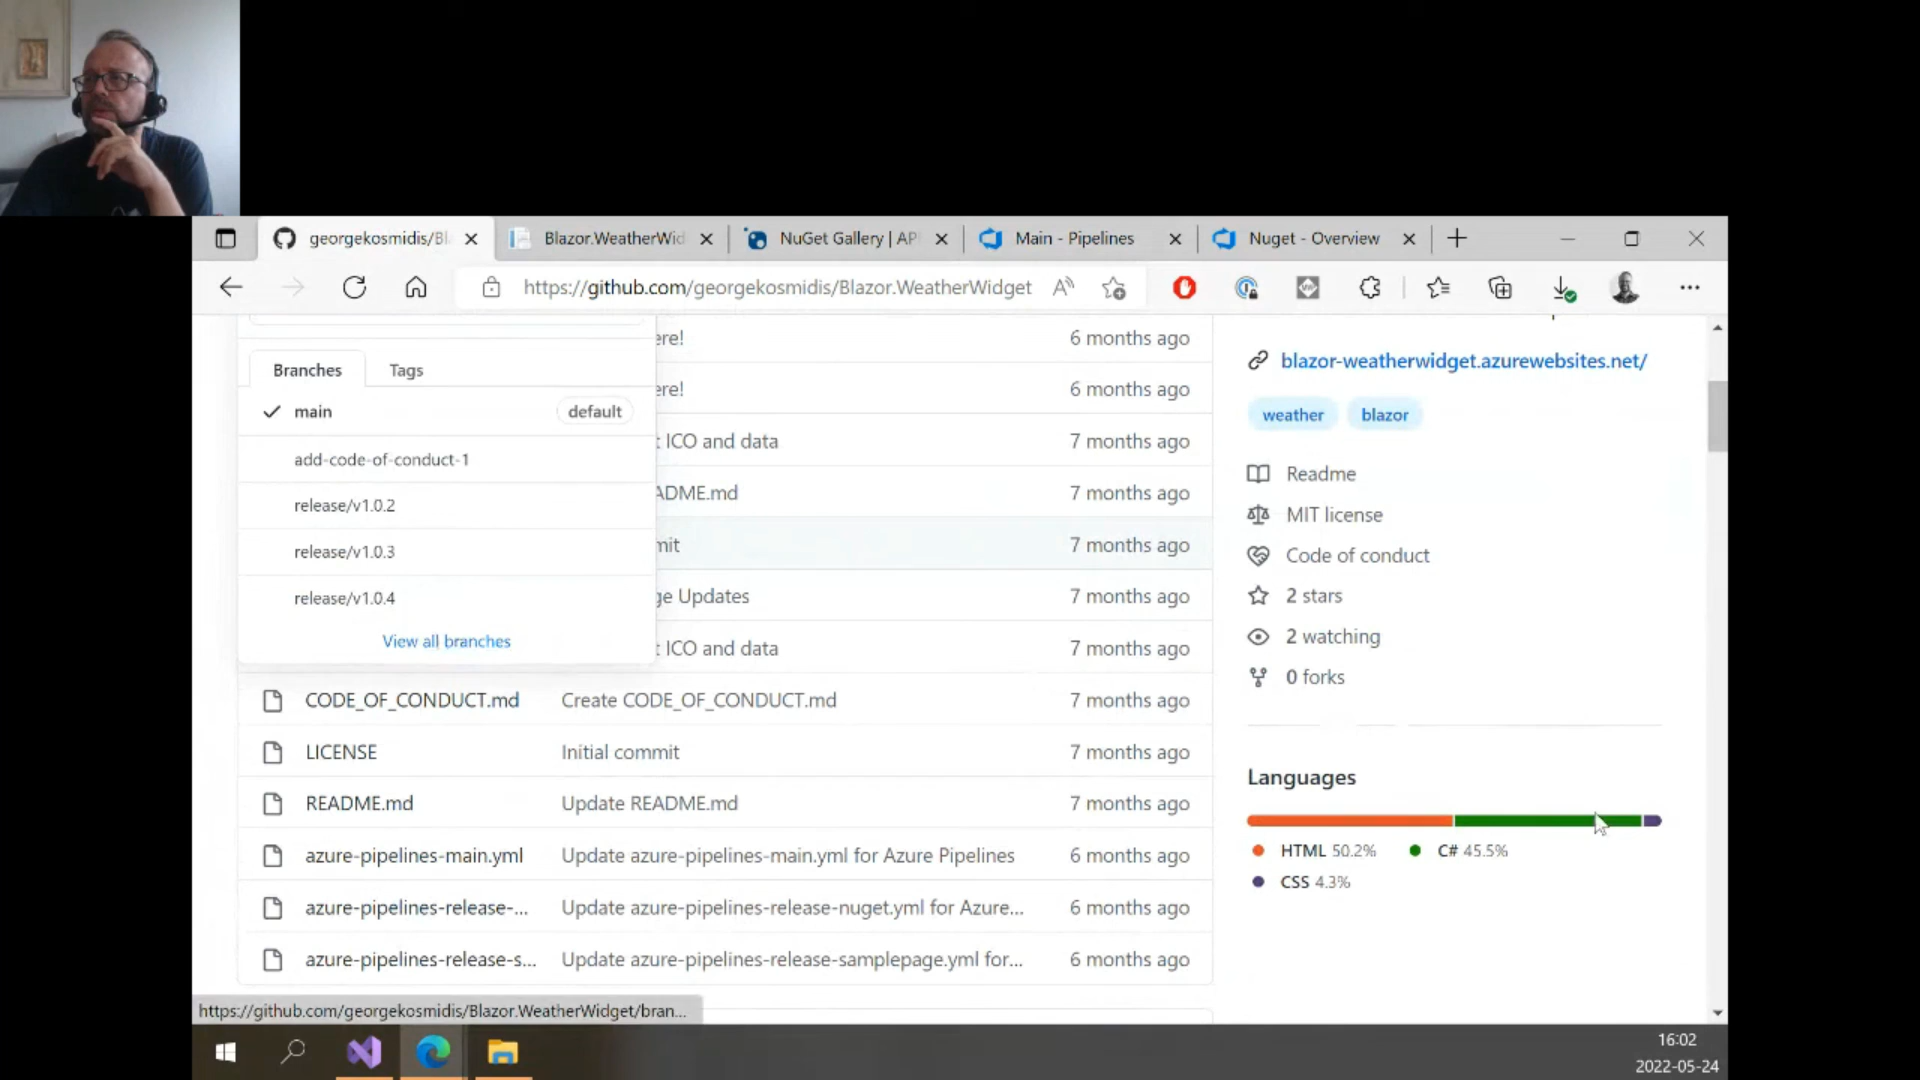 georgekosmidis/Bl
Blazor.WeatherWid
NuGet Gallery | AP
Main - Pipelines
Nuget - Overview
https://github.com/georgekosmidis/Blazor.WeatherWidget
ere!
6 months ago
blazor-weatherwidget.azurewebsites.net/
Branches
Tags
ere!
6 months ago
main
default
weather
blazor
ICO and data
7 months ago
add-code-of-conduct-1
Readme
ADME.md
7 months ago
release/v1.0.2
MIT license
mit
7 months ago
release/v1.0.3
Code of conduct
ge Updates
7 months ago
release/v1.0.4
2 stars
View all branches
2 watching
ICO and data
7 months ago
0 forks
CODE_OF_CONDUCT.md
Create CODE_OF_CONDUCT.md
7 months ago
LICENSE
Initial commit
7 months ago
Languages
README.md
Update README.md
7 months ago
HTML 50.2%
C# 45.5%
CSS 4.3%
azure-pipelines-main.yml
Update azure-pipelines-main.yml for Azure Pipelines
6 months ago
azure-pipelines-release-...
Update azure-pipelines-release-nuget.yml for Azure...
6 months ago
azure-pipelines-release-s...
Update azure-pipelines-release-samplepage.yml for...
6 months ago
https://github.com/georgekosmidis/Blazor.WeatherWidget/bran...
16:02
2022-05-24